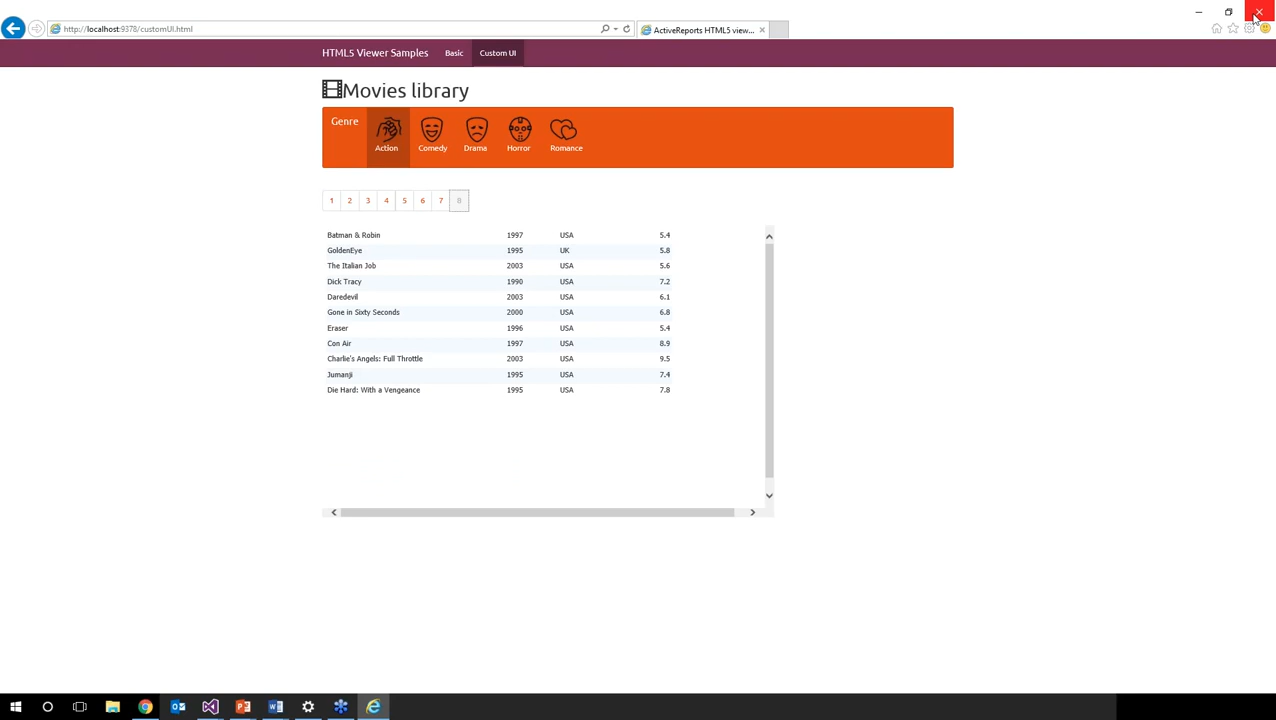 http://localhost:9378/customUI.html
ActiveReports HTML5 view...
HTML5 Viewer Samples Basic Custom UI
Movies library
Genre
Action Comedy Drama Horror Romance
1 2 3 4 5 6 7 8
Batman & Robin 1997 USA 5.4
GoldenEye 1995 UK 5.8
The Italian Job 2003 USA 5.6
Dick Tracy 1990 USA 7.2
Daredevil 2003 USA 6.1
Gone in Sixty Seconds 2000 USA 6.8
Eraser 1996 USA 5.4
Con Air 1997 USA 8.9
Charlie's Angels: Full Throttle 2003 USA 9.5
Jumanji 1995 USA 7.4
Die Hard: With a Vengeance 1995 USA 7.8